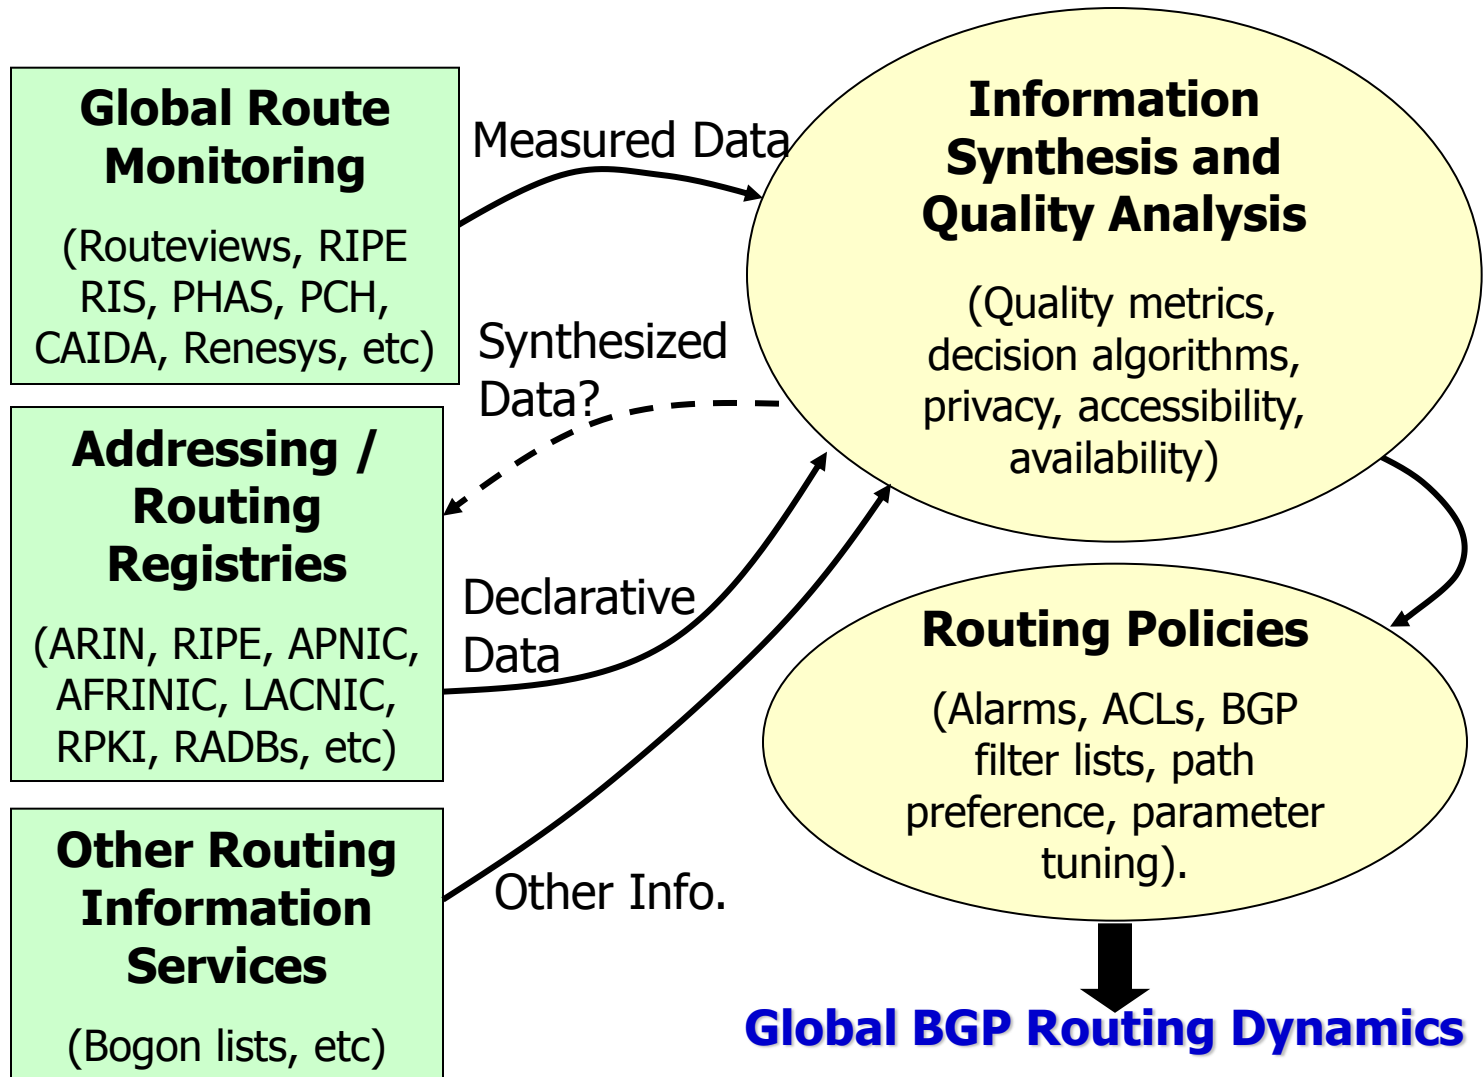 Global Route
Monitoring
(Routeviews, RIPE
RIS, PHAS, PCH,
CAIDA, Renesys, etc)
Addressing /
Routing
Registries
(ARIN, RIPE, APNIC,
AFRINIC, LACNIC,
RPKI, RADBs, etc)
Other Routing
Information
Services
(Bogon lists, etc)
Measured Data
Synthesized
Data?
Declarative
Data
Other Info.
Information
Synthesis and
Quality Analysis
(Quality metrics,
decision algorithms,
privacy, accessibility,
availability)
Routing Policies
(Alarms, ACLs, BGP
filter lists, path
preference, parameter
tuning).
Global BGP Routing Dynamics